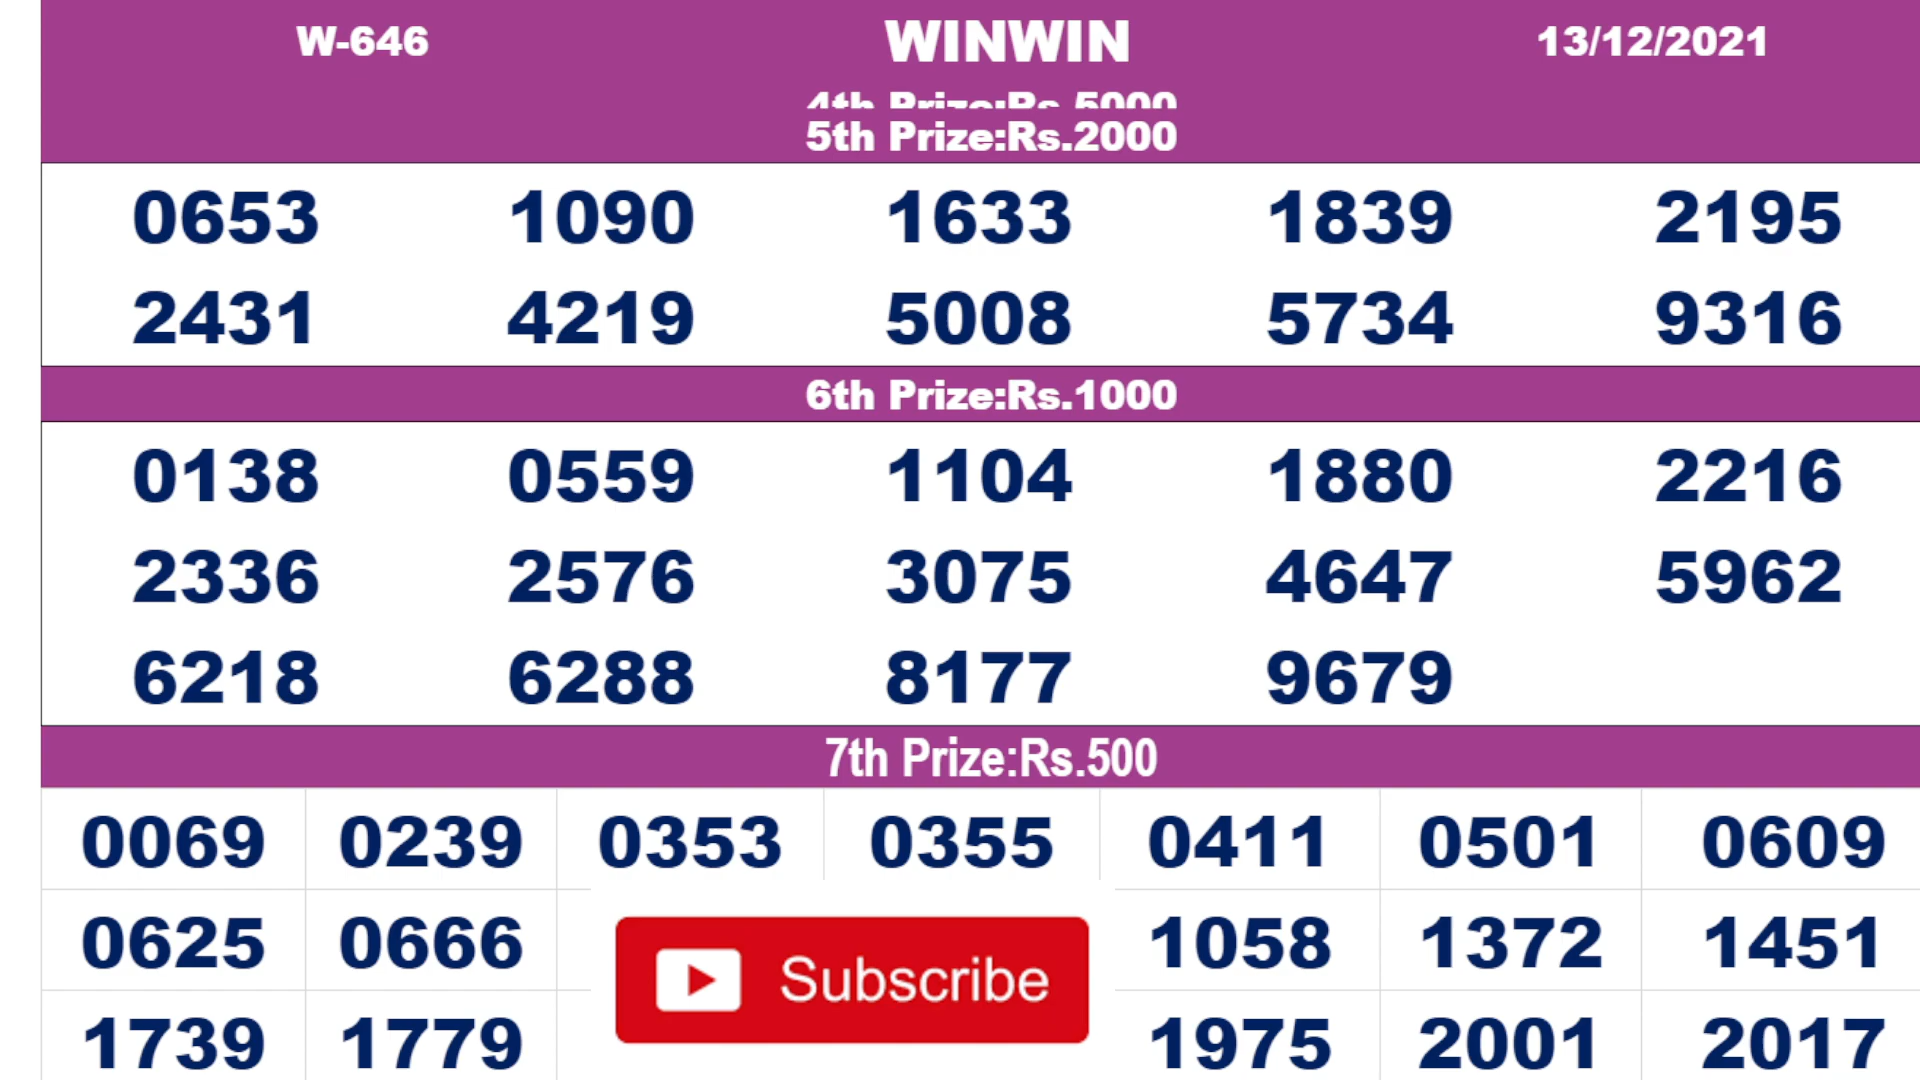 W-646 WINWIN 13/12/2021
4th Prize:Rs.5000
5th Prize:Rs.2000
0653 1090 1633 1839 2195
2431 4219 5008 5734 9316
6th Prize:Rs.1000
0138 0559 1104 1880 2216
2336 2576 3075 4647 5962
6218 6288 8177 9679
7th Prize:Rs.500
0069 0239 0353 0355 0411 0501 0609
0625 0666 1058 1372 1451
Subscribe
1739 1779 1975 2001 2017